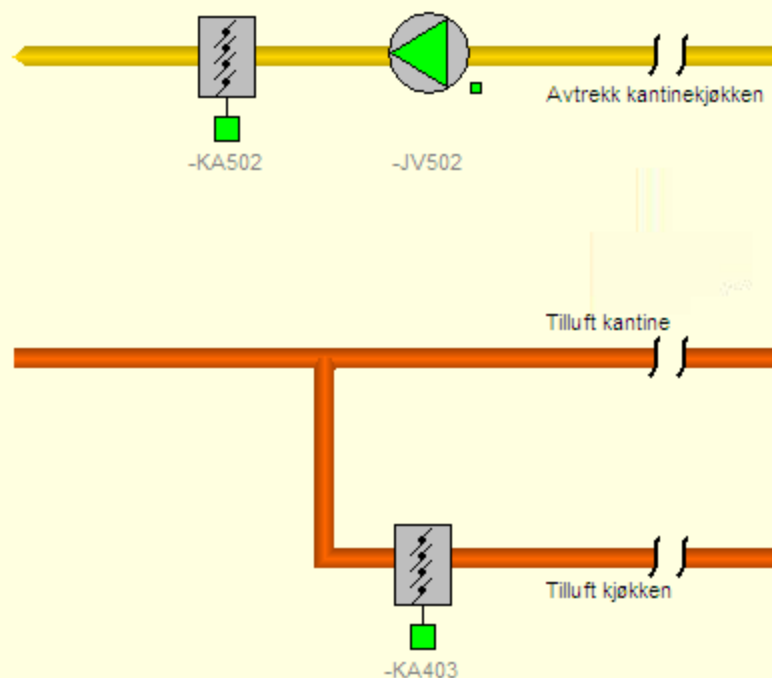 Avtrekk kantinekjøkken
-KA502
-JV502
Tilluft kantine
Tilluft kjøkken
-KA403